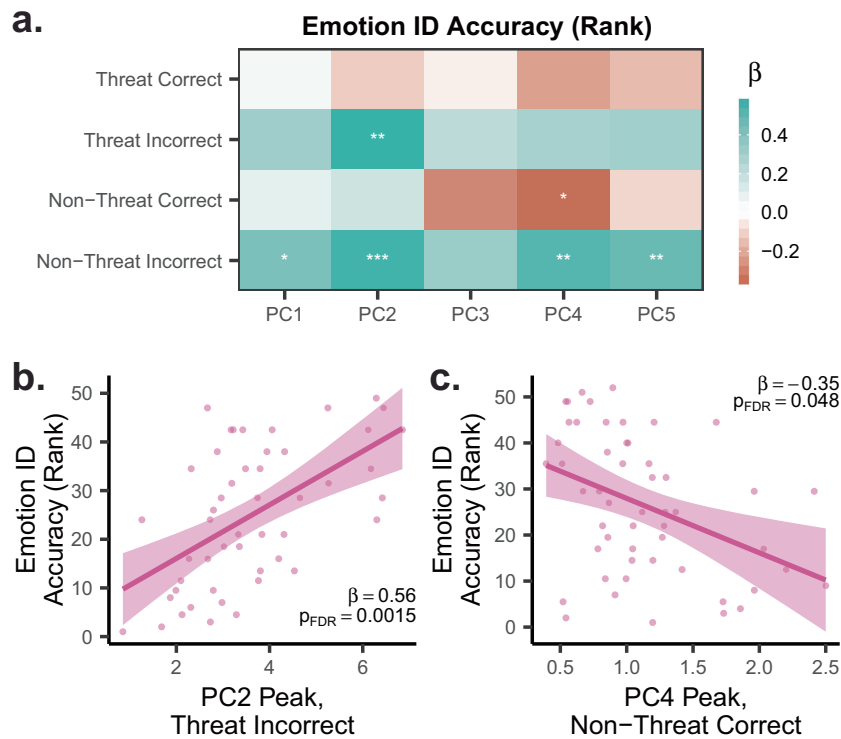 a.
Emotion ID Accuracy (Rank)
Threat Correct
Threat Incorrect
**
Non−Threat Correct
*
Non−Threat Incorrect
* *** ** **
PC1 PC2 PC3 PC4 PC5
β
0.4
0.2
0.0
−0.2
b.
Emotion ID
Accuracy (Rank)
50
40
30
20
10
0
β = 0.56
pFDR = 0.0015
2 4 6
PC2 Peak,
Threat Incorrect
c.
Emotion ID
Accuracy (Rank)
50
40
30
20
10
0
β = −0.35
pFDR = 0.048
0.5 1.0 1.5 2.0 2.5
PC4 Peak,
Non−Threat Correct